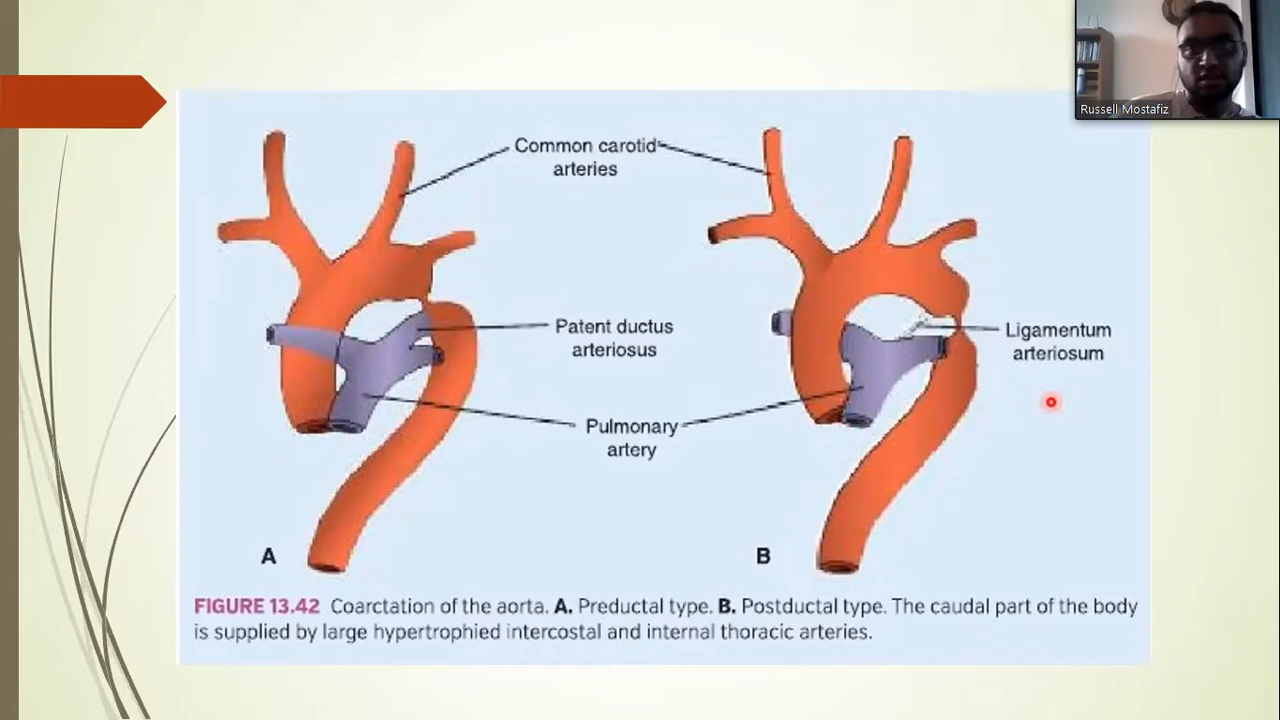 Russell Mostafiz
Common carotid
arteries
Patent ductus
arteriosus
Ligamentum
arteriosum
Pulmonary
artery
A
B
FIGURE 13.42 Coarctation of the aorta. A. Preductal type. B. Postductal type. The caudal part of the body
is supplied by large hypertrophied intercostal and internal thoracic arteries.